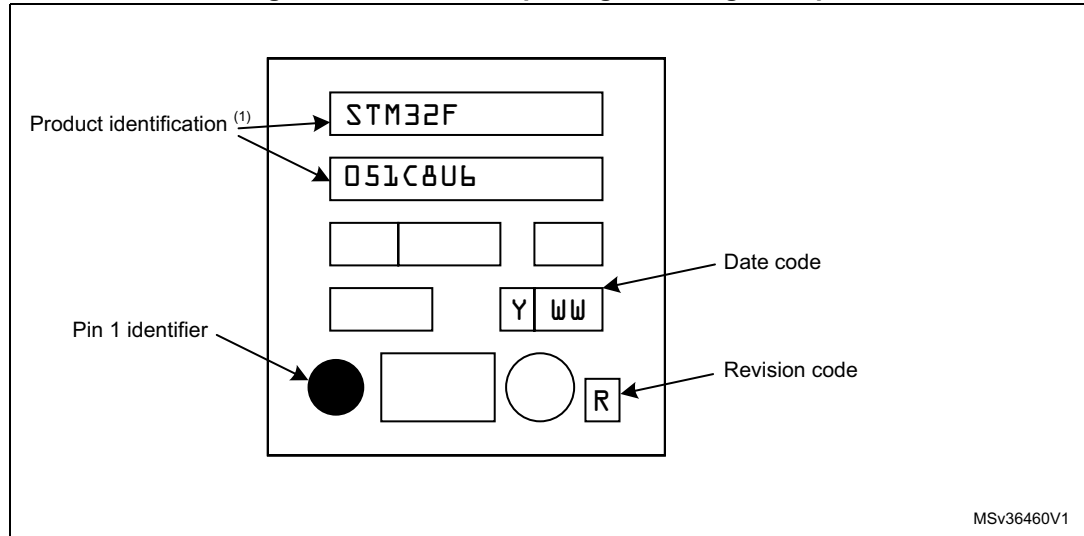 Product identification (1)
STM32F
051C8U6
Date code
Y WW
Pin 1 identifier
Revision code
R
MSv36460V1